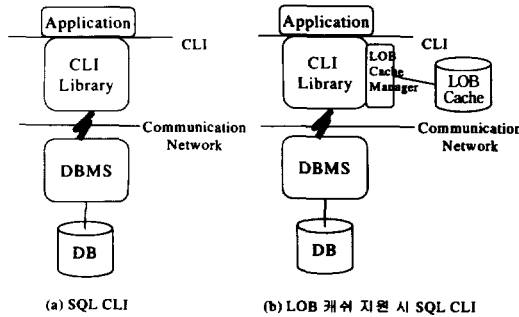 Application
CLI
CLI
Library
Communication
Network
DBMS
DB
(a) SQL CLI
Application
CLI
CLI
Library
LOB
Cache
Manager
LOB
Cache
Communication
Network
DBMS
DB
(b) LOB 캐쉬 지원 시 SQL CLI